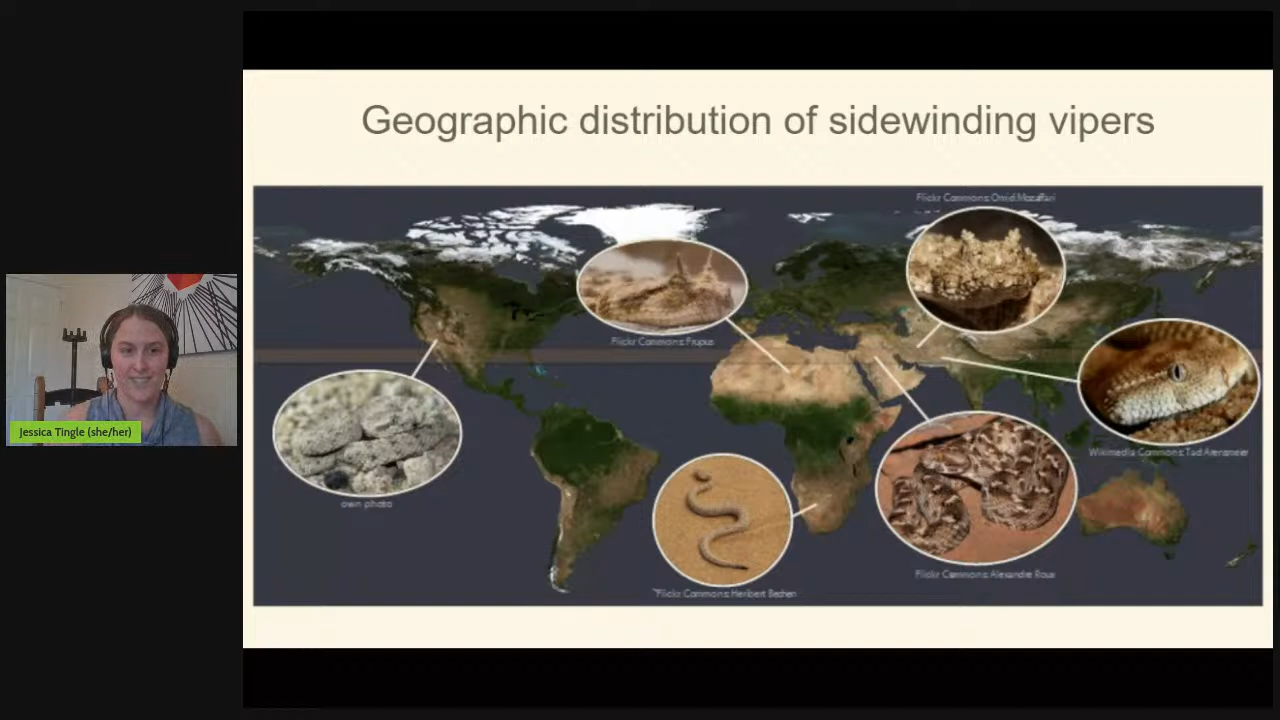 Geographic distribution of sidewinding vipers
Flickr Commons: Omid Mozaffari
Flickr Commons: Frupus
Wikimedia Commons: Tad Arensmeier
own photo
Flickr Commons: Alexandre Roux
Flickr Commons: Heribert Bechen
Jessica Tingle (she/her)